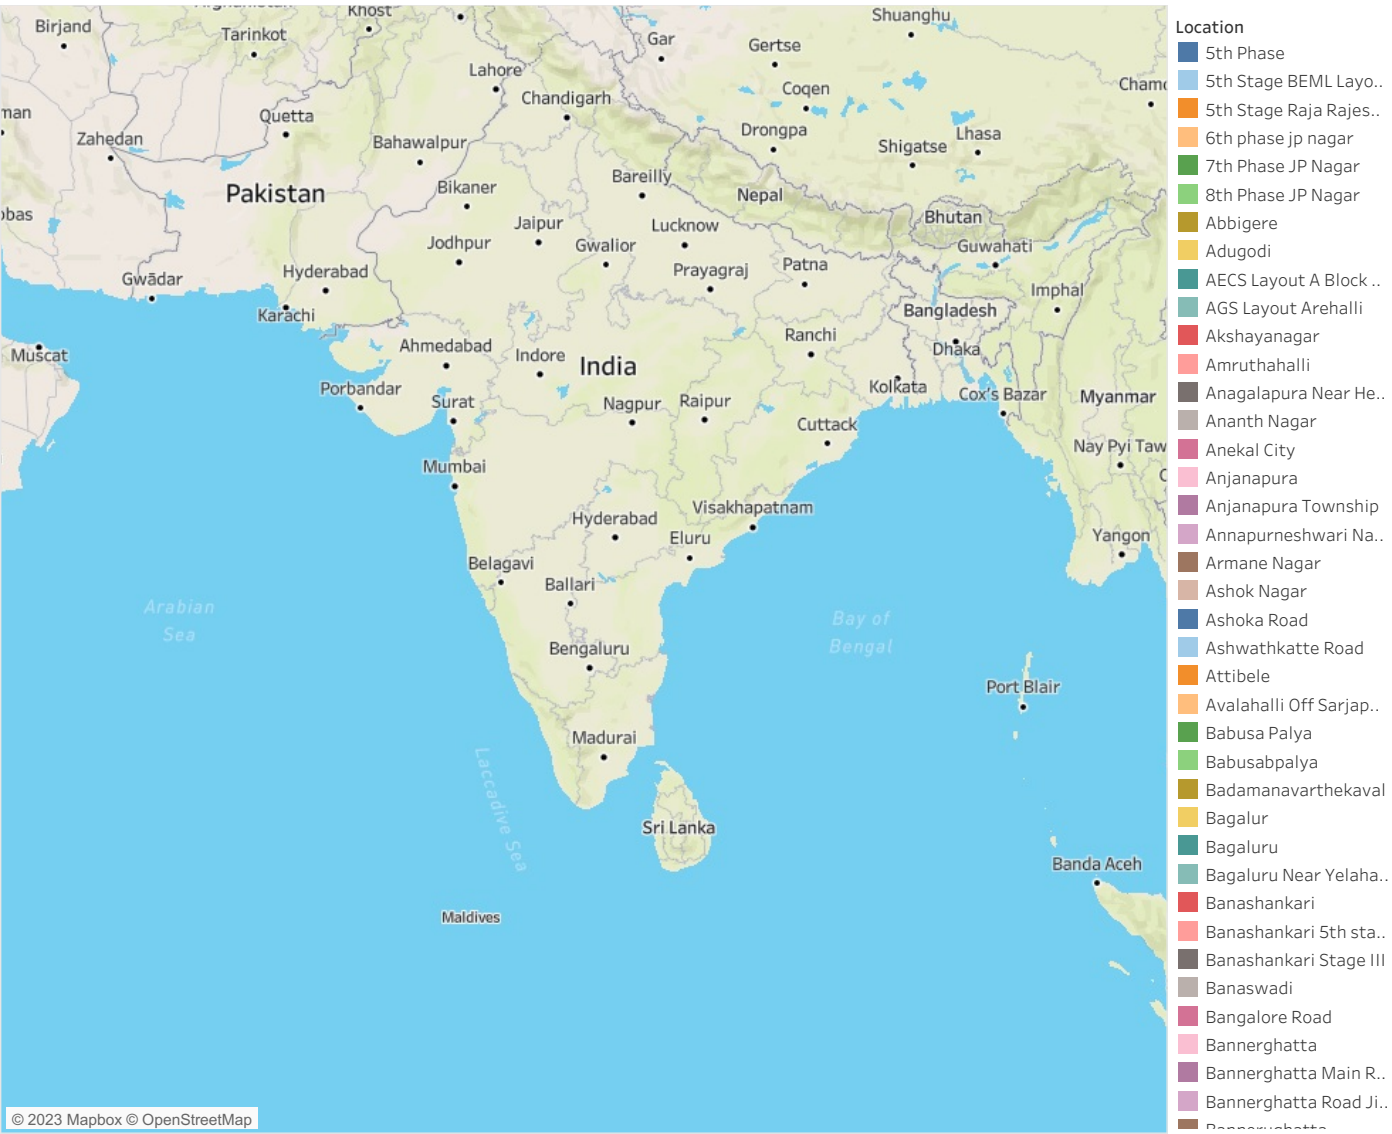 Birjand
Afghanistan
Khost
Tarinkot
Shuanghu
Gar
Gertse
Lahore
Chandigarh
Coqen
Quetta
Zahedan
Bahawalpur
Drongpa
Lhasa
Shigatse
Pakistan
Bikaner
Bareilly
Nepal
Jaipur
Jodhpur
Gwalior
Lucknow
Bhutan
Guwahati
Gwādar
Hyderabad
Prayagraj
Patna
Imphal
Karachi
Bangladesh
Muscat
Ahmedabad
Indore
India
Ranchi
Dhaka
Porbandar
Surat
Nagpur
Raipur
Kolkata
Cox's Bazar
Myanmar
Cuttack
Nay Pyi Taw
Mumbai
Hyderabad
Visakhapatnam
Eluru
Yangon
Belagavi
Ballari
Arabian
Sea
Bay of
Bengal
Bengaluru
Port Blair
Madurai
Laccadive Sea
Sri Lanka
Banda Aceh
Maldives
© 2023 Mapbox © OpenStreetMap
Location
5th Phase
5th Stage BEML Layo..
5th Stage Raja Rajes..
6th phase jp nagar
7th Phase JP Nagar
8th Phase JP Nagar
Abbigere
Adugodi
AECS Layout A Block ..
AGS Layout Arehalli
Akshayanagar
Amruthahalli
Anagalapura Near He..
Ananth Nagar
Anekal City
Anjanapura
Anjanapura Township
Annapurneshwari Na..
Armane Nagar
Ashok Nagar
Ashoka Road
Ashwathkatte Road
Attibele
Avalahalli Off Sarjap..
Babusa Palya
Babusabpalya
Badamanavarthekaval
Bagalur
Bagaluru
Bagaluru Near Yelaha..
Banashankari
Banashankari 5th sta..
Banashankari Stage III
Banaswadi
Bangalore Road
Bannerghatta
Bannerghatta Main R..
Bannerghatta Road Ji..
Bannerughatta